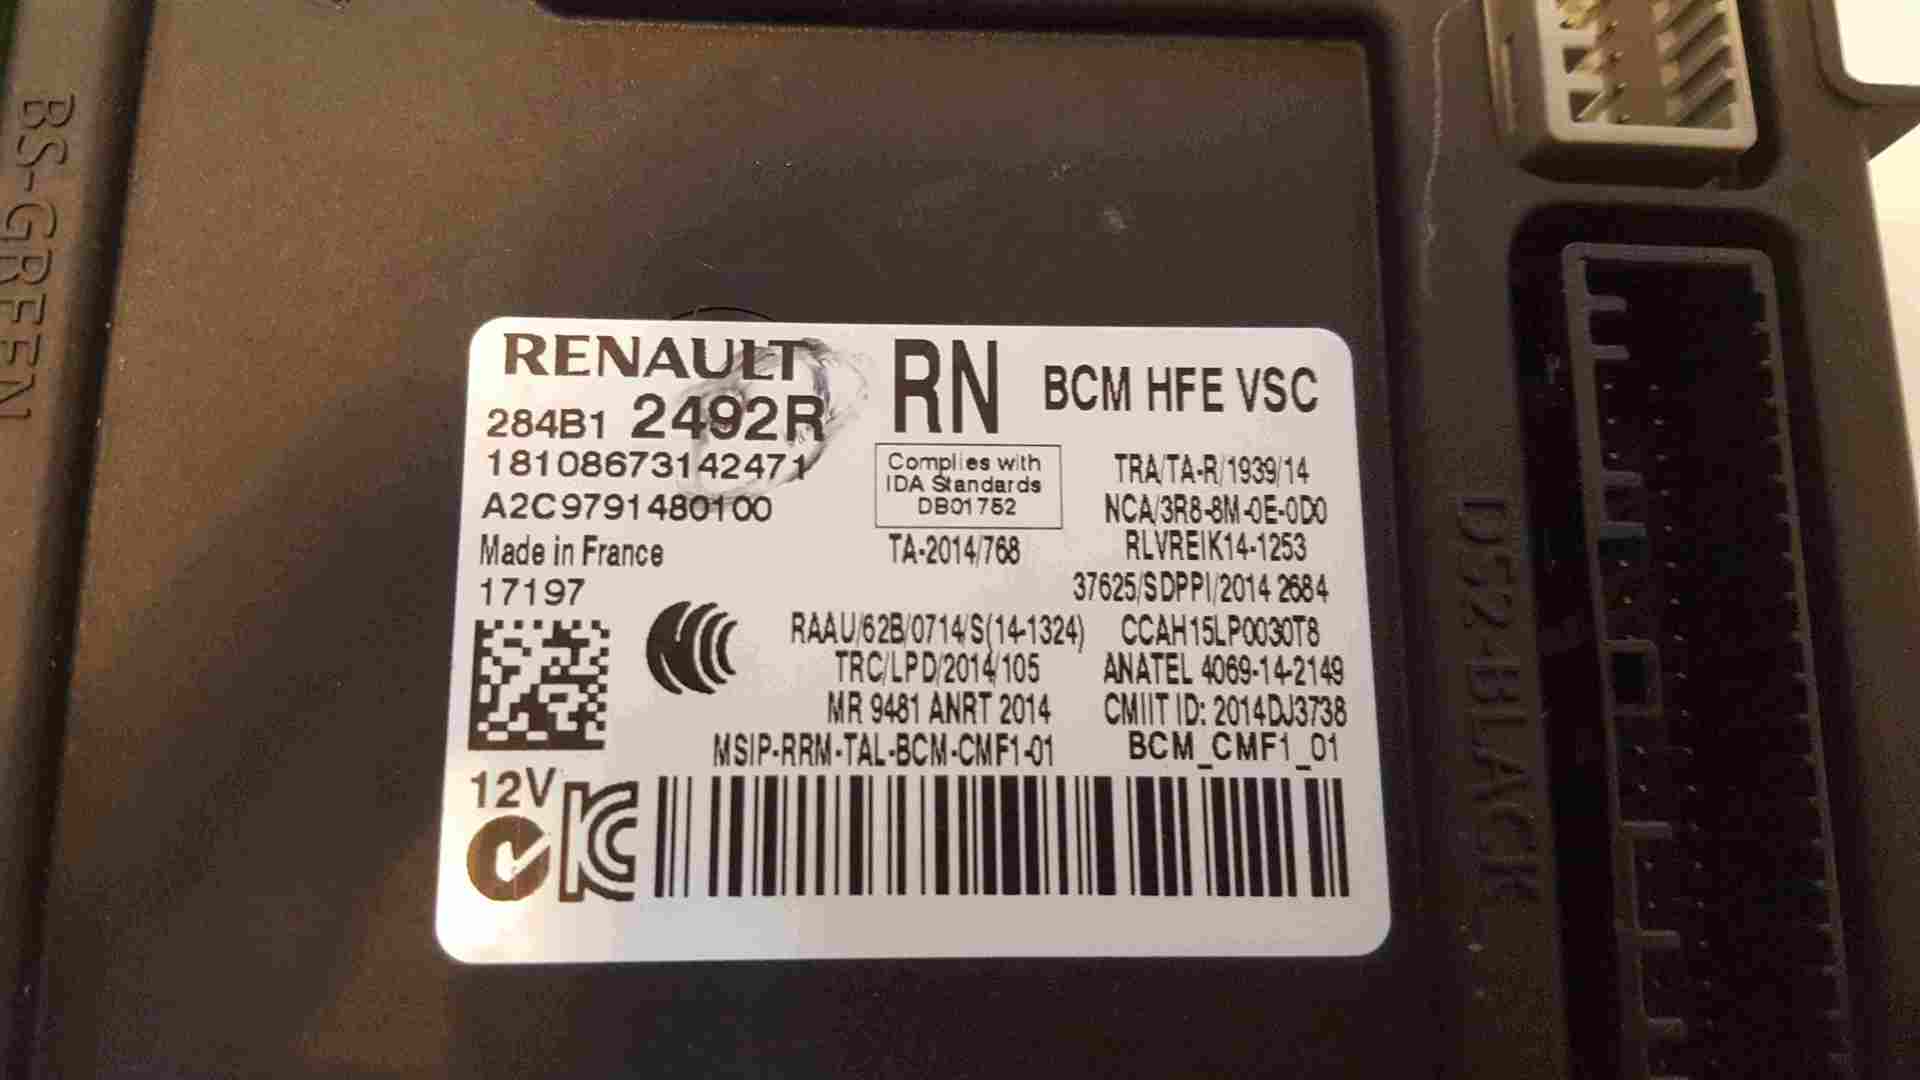 BS-GREEN
RENAULT
RN
BCM HFE VSC
284B1 2492R
18108673142471
A2C9791480100
Made in France
17197
Complies with
IDA Standards
DB01752
TRA/TA-R/1939/14
NCA/3R8-8M-0E-0D0
TA-2014/768
RLVREIK14-1253
37625/SDPPI/2014 2684
RAAU/62B/0714/S(14-1324)
CCAH15LP0030T8
TRC/LPD/2014/105
ANATEL 4069-14-2149
MR 9481 ANRT 2014
CMIIT ID: 2014DJ3738
MSIP-RRM-TAL-BCM-CMF1-01
BCM_CMF1_01
12V
DS2-BLACK